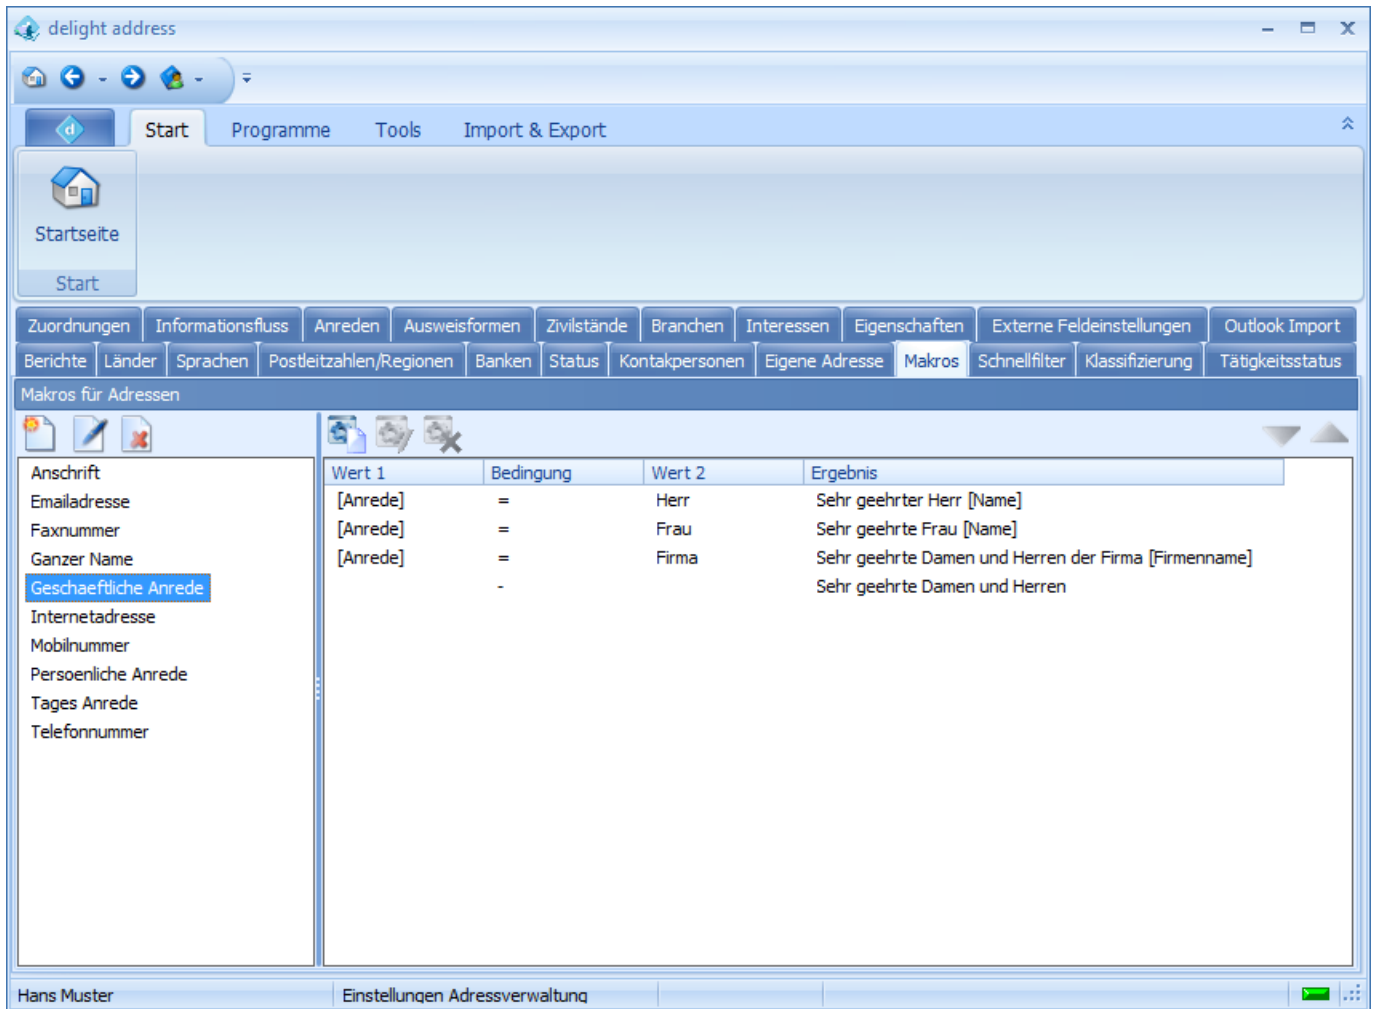 delight address
Start Programme Tools Import & Export
Startseite
Start
Zuordnungen Informationsfluss Anreden Ausweisformen Zivilstände Branchen Interessen Eigenschaften Externe Feldeinstellungen Outlook Import
Berichte Länder Sprachen Postleitzahlen/Regionen Banken Status Kontakpersonen Eigene Adresse Makros Schnellfilter Klassifizierung Tätigkeitsstatus
Makros für Adressen
Anschrift
Emailadresse
Faxnummer
Ganzer Name
Geschaeftliche Anrede
Internetadresse
Mobilnummer
Persoenliche Anrede
Tages Anrede
Telefonnummer
Wert 1 Bedingung Wert 2 Ergebnis
[Anrede] = Herr Sehr geehrter Herr [Name]
[Anrede] = Frau Sehr geehrte Frau [Name]
[Anrede] = Firma Sehr geehrte Damen und Herren der Firma [Firmenname]
- Sehr geehrte Damen und Herren
Hans Muster Einstellungen Adressverwaltung